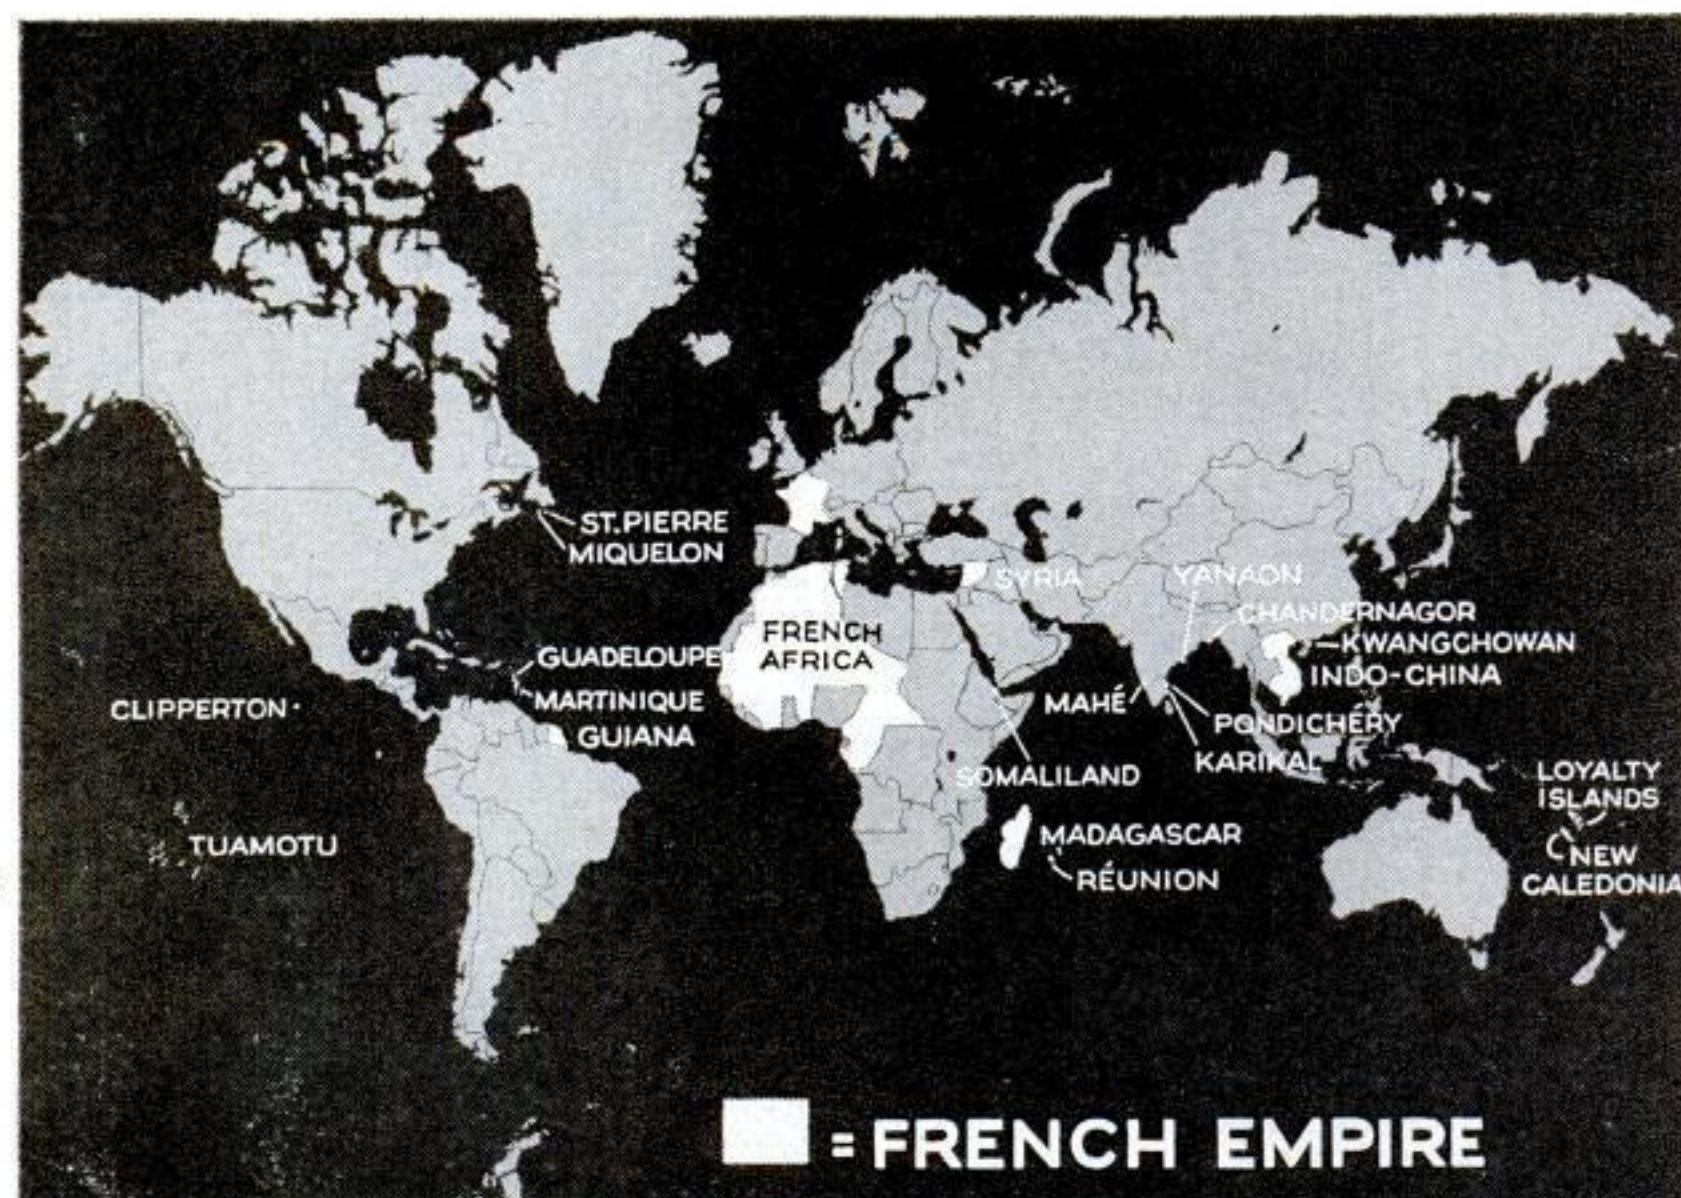 ST. PIERRE
MIQUELON
SYRIA
YANAON
CHANDERNAGOR
KWANGCHOWAN
INDO-CHINA
FRENCH
AFRICA
GUADELOUPE
MARTINIQUE
CLIPPERTON
GUIANA
MAHÉ
PONDICHERY
KARIKAL
SOMALILAND
LOYALTY
ISLANDS
TUAMOTU
MADAGASCAR
RÉUNION
NEW
CALEDONIA
= FRENCH EMPIRE